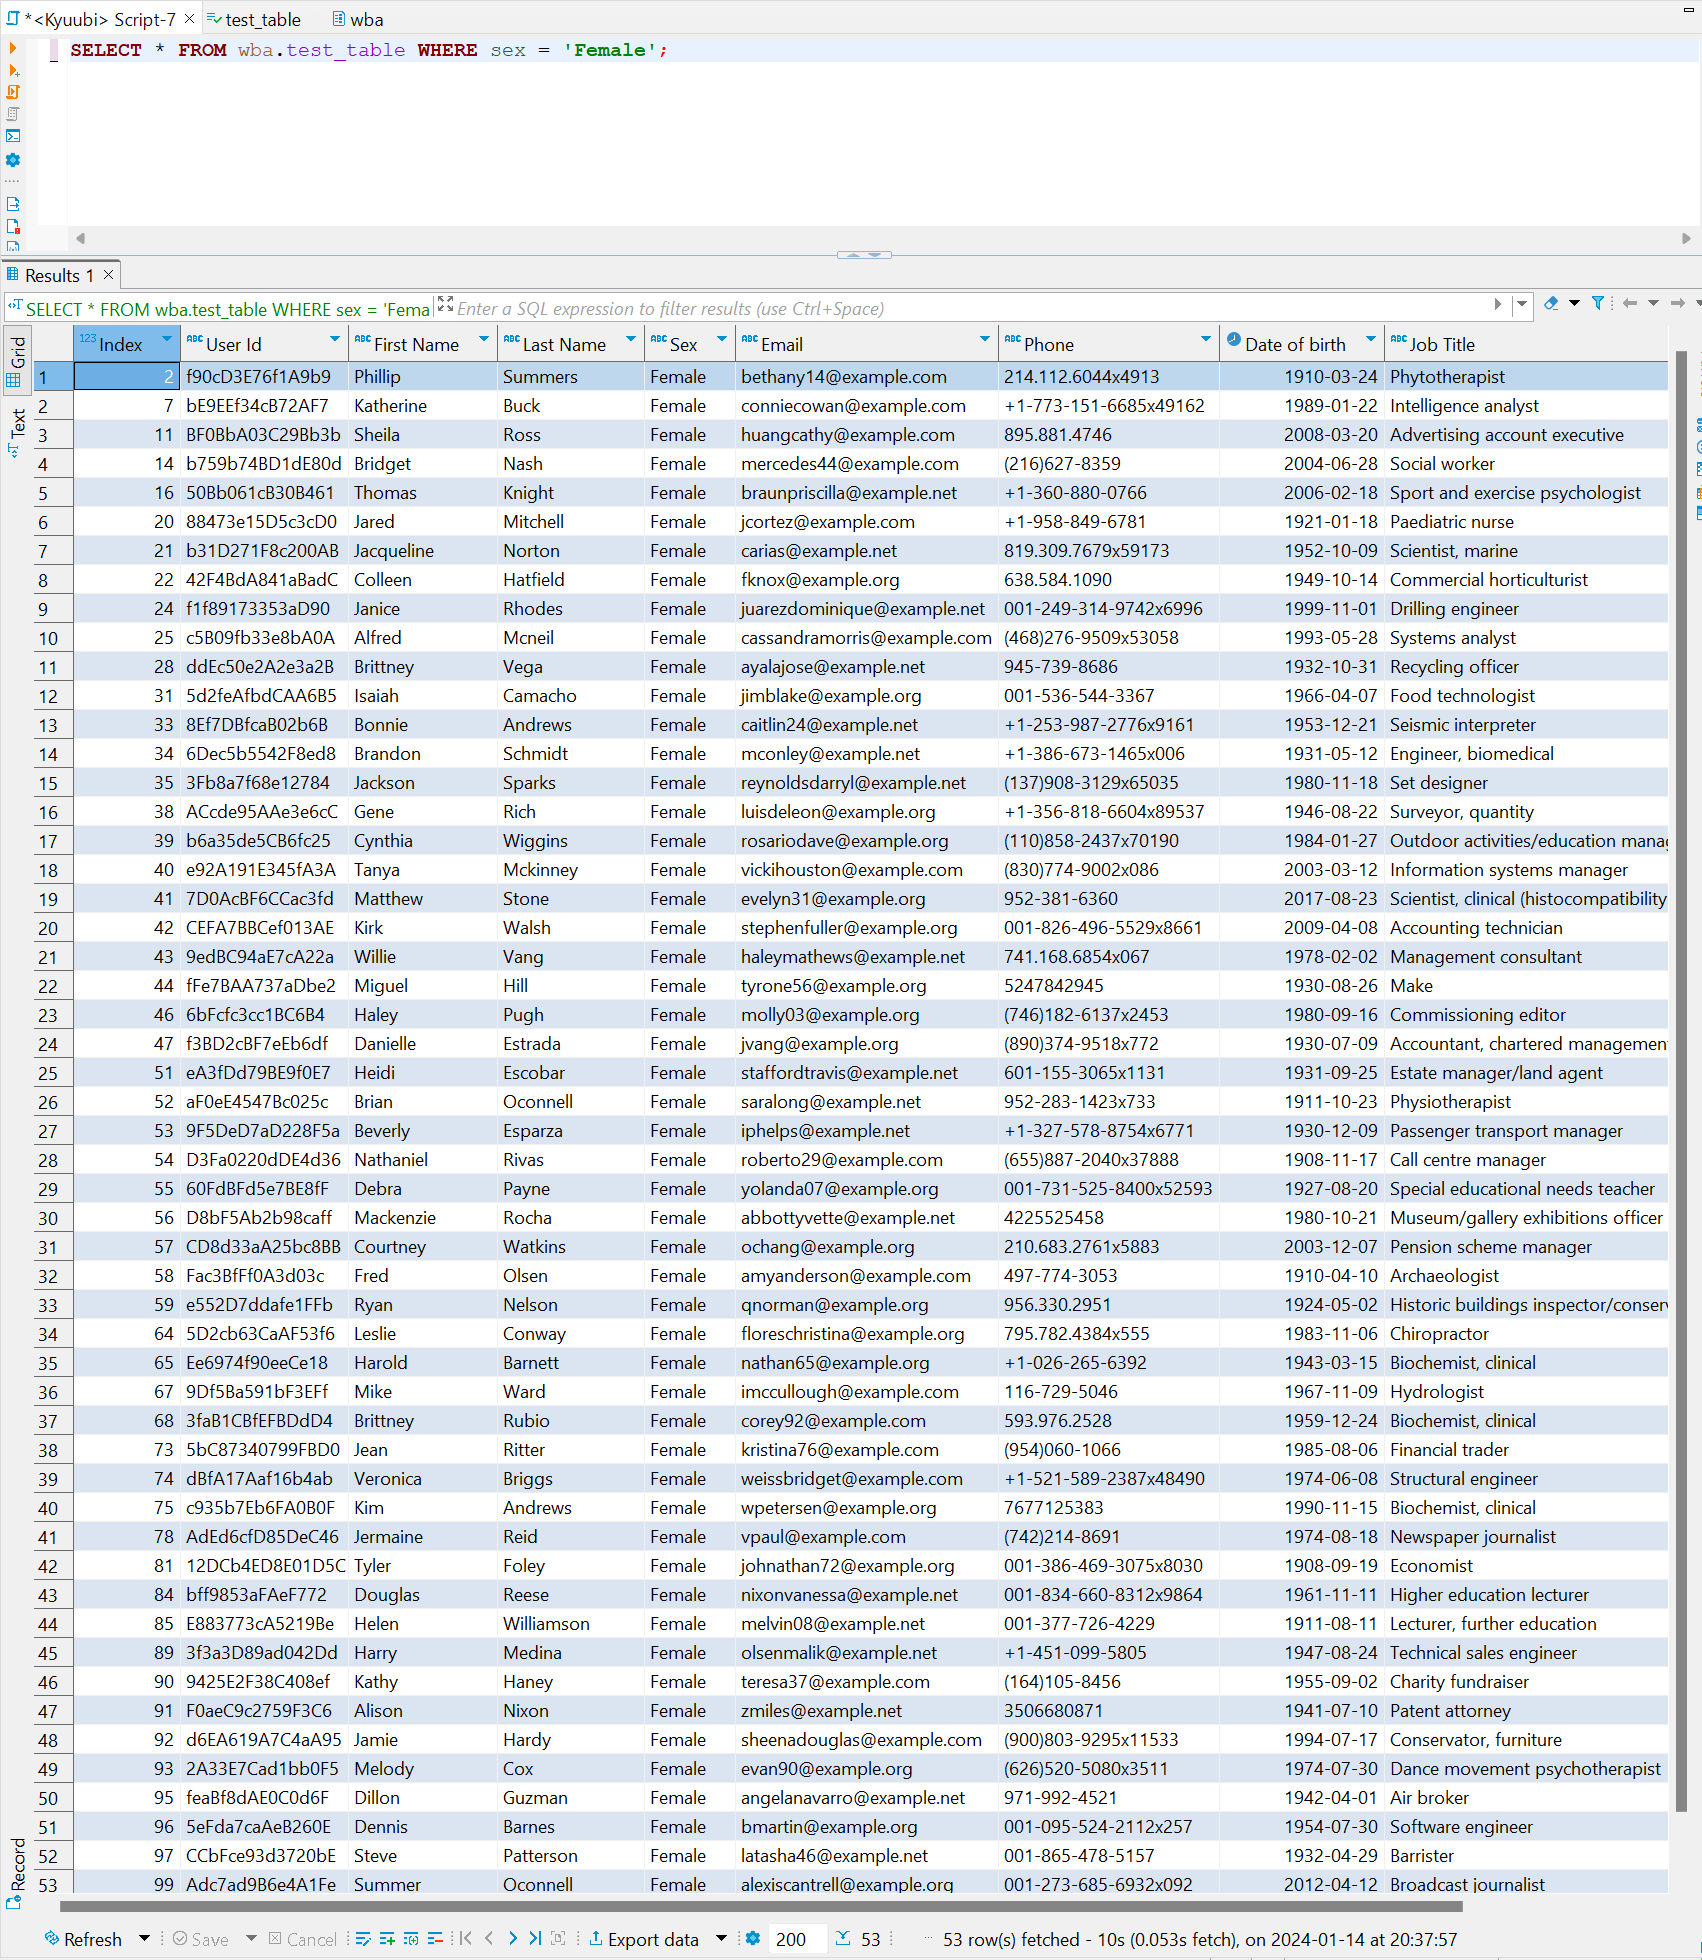 *<Kyuubi> Script-7 test_table wba
SELECT * FROM wba.test_table WHERE sex = 'Female';
Results 1
SELECT * FROM wba.test_table WHERE sex = 'Fema Enter a SQL expression to filter results (use Ctrl+Space)
Grid
Text
Record
123 Index ABC User Id ABC First Name ABC Last Name ABC Sex ABC Email ABC Phone Date of birth ABC Job Title
1 2 f90cD3E76f1A9b9 Phillip Summers Female bethany14@example.com 214.112.6044x4913 1910-03-24 Phytotherapist
2 7 bE9EEf34cB72AF7 Katherine Buck Female conniecowan@example.com +1-773-151-6685x49162 1989-01-22 Intelligence analyst
3 11 BF0BbA03C29Bb3b Sheila Ross Female huangcathy@example.com 895.881.4746 2008-03-20 Advertising account executive
4 14 b759b74BD1dE80d Bridget Nash Female mercedes44@example.com (216)627-8359 2004-06-28 Social worker
5 16 50Bb061cB30B461 Thomas Knight Female braunpriscilla@example.net +1-360-880-0766 2006-02-18 Sport and exercise psychologist
6 20 88473e15D5c3cD0 Jared Mitchell Female jcortez@example.com +1-958-849-6781 1921-01-18 Paediatric nurse
7 21 b31D271F8c200AB Jacqueline Norton Female carias@example.net 819.309.7679x59173 1952-10-09 Scientist, marine
8 22 42F4BdA841aBadC Colleen Hatfield Female fknox@example.org 638.584.1090 1949-10-14 Commercial horticulturist
9 24 f1f89173353aD90 Janice Rhodes Female juarezdominique@example.net 001-249-314-9742x6996 1999-11-01 Drilling engineer
10 25 c5B09fb33e8bA0A Alfred Mcneil Female cassandramorris@example.com (468)276-9509x53058 1993-05-28 Systems analyst
11 28 ddEc50e2A2e3a2B Brittney Vega Female ayalajose@example.net 945-739-8686 1932-10-31 Recycling officer
12 31 5d2feAfbdCAA6B5 Isaiah Camacho Female jimblake@example.org 001-536-544-3367 1966-04-07 Food technologist
13 33 8Ef7DBfcaB02b6B Bonnie Andrews Female caitlin24@example.net +1-253-987-2776x9161 1953-12-21 Seismic interpreter
14 34 6Dec5b5542F8ed8 Brandon Schmidt Female mconley@example.net +1-386-673-1465x006 1931-05-12 Engineer, biomedical
15 35 3Fb8a7f68e12784 Jackson Sparks Female reynoldsdarryl@example.net (137)908-3129x65035 1980-11-18 Set designer
16 38 ACcde95AAe3e6cC Gene Rich Female luisdeleon@example.org +1-356-818-6604x89537 1946-08-22 Surveyor, quantity
17 39 b6a35de5CB6fc25 Cynthia Wiggins Female rosariodave@example.org (110)858-2437x70190 1984-01-27 Outdoor activities/education mana
18 40 e92A191E345fA3A Tanya Mckinney Female vickihouston@example.com (830)774-9002x086 2003-03-12 Information systems manager
19 41 7D0AcBF6CCac3fd Matthew Stone Female evelyn31@example.org 952-381-6360 2017-08-23 Scientist, clinical (histocompatibility
20 42 CEFA7BBCef013AE Kirk Walsh Female stephenfuller@example.org 001-826-496-5529x8661 2009-04-08 Accounting technician
21 43 9edBC94aE7cA22a Willie Vang Female haleymathews@example.net 741.168.6854x067 1978-02-02 Management consultant
22 44 fFe7BAA737aDbe2 Miguel Hill Female tyrone56@example.org 5247842945 1930-08-26 Make
23 46 6bFcfc3cc1BC6B4 Haley Pugh Female molly03@example.org (746)182-6137x2453 1980-09-16 Commissioning editor
24 47 f3BD2cBF7eEb6df Danielle Estrada Female jvang@example.org (890)374-9518x772 1930-07-09 Accountant, chartered managemen
25 51 eA3fDd79BE9f0E7 Heidi Escobar Female staffordtravis@example.net 601-155-3065x1131 1931-09-25 Estate manager/land agent
26 52 aF0eE4547Bc025c Brian Oconnell Female saralong@example.net 952-283-1423x733 1911-10-23 Physiotherapist
27 53 9F5DeD7aD228F5a Beverly Esparza Female iphelps@example.net +1-327-578-8754x6771 1930-12-09 Passenger transport manager
28 54 D3Fa0220dDE4d36 Nathaniel Rivas Female roberto29@example.com (655)887-2040x37888 1908-11-17 Call centre manager
29 55 60FdBFd5e7BE8fF Debra Payne Female yolanda07@example.org 001-731-525-8400x52593 1927-08-20 Special educational needs teacher
30 56 D8bF5Ab2b98caff Mackenzie Rocha Female abbottyvette@example.net 4225525458 1980-10-21 Museum/gallery exhibitions officer
31 57 CD8d33aA25bc8BB Courtney Watkins Female ochang@example.org 210.683.2761x5883 2003-12-07 Pension scheme manager
32 58 Fac3BfFf0A3d03c Fred Olsen Female amyanderson@example.com 497-774-3053 1910-04-10 Archaeologist
33 59 e552D7ddafe1FFb Ryan Nelson Female qnorman@example.org 956.330.2951 1924-05-02 Historic buildings inspector/conser
34 64 5D2cb63CaAF53f6 Leslie Conway Female floreschristina@example.org 795.782.4384x555 1983-11-06 Chiropractor
35 65 Ee6974f90eeCe18 Harold Barnett Female nathan65@example.org +1-026-265-6392 1943-03-15 Biochemist, clinical
36 67 9Df5Ba591bF3EFf Mike Ward Female imccullough@example.com 116-729-5046 1967-11-09 Hydrologist
37 68 3faB1CBfEFBDdD4 Brittney Rubio Female corey92@example.com 593.976.2528 1959-12-24 Biochemist, clinical
38 73 5bC87340799FBD0 Jean Ritter Female kristina76@example.com (954)060-1066 1985-08-06 Financial trader
39 74 dBfA17Aaf16b4ab Veronica Briggs Female weissbridget@example.com +1-521-589-2387x48490 1974-06-08 Structural engineer
40 75 c935b7Eb6FA0B0F Kim Andrews Female wpetersen@example.org 7677125383 1990-11-15 Biochemist, clinical
41 78 AdEd6cfD85DeC46 Jermaine Reid Female vpaul@example.com (742)214-8691 1974-08-18 Newspaper journalist
42 81 12DCb4ED8E01D5C Tyler Foley Female johnathan72@example.org 001-386-469-3075x8030 1908-09-19 Economist
43 84 bff9853aFAeF772 Douglas Reese Female nixonvanessa@example.net 001-834-660-8312x9864 1961-11-11 Higher education lecturer
44 85 E883773cA5219Be Helen Williamson Female melvin08@example.net 001-377-726-4229 1911-08-11 Lecturer, further education
45 89 3f3a3D89ad042Dd Harry Medina Female olsenmalik@example.net +1-451-099-5805 1947-08-24 Technical sales engineer
46 90 9425E2F38C408ef Kathy Haney Female teresa37@example.com (164)105-8456 1955-09-02 Charity fundraiser
47 91 F0aeC9c2759F3C6 Alison Nixon Female zmiles@example.net 3506680871 1941-07-10 Patent attorney
48 92 d6EA619A7C4aA95 Jamie Hardy Female sheenadouglas@example.com (900)803-9295x11533 1994-07-17 Conservator, furniture
49 93 2A33E7Cad1bb0F5 Melody Cox Female evan90@example.org (626)520-5080x3511 1974-07-30 Dance movement psychotherapist
50 95 feaBf8dAE0C0d6F Dillon Guzman Female angelanavarro@example.net 971-992-4521 1942-04-01 Air broker
51 96 5eFda7caAeB260E Dennis Barnes Female bmartin@example.org 001-095-524-2112x257 1954-07-30 Software engineer
52 97 CCbFce93d3720bE Steve Patterson Female latasha46@example.net 001-865-478-5157 1932-04-29 Barrister
53 99 Adc7ad9B6e4A1Fe Summer Oconnell Female alexiscantrell@example.org 001-273-685-6932x092 2012-04-12 Broadcast journalist
Refresh Save Cancel Export data 200 53 53 row(s) fetched - 10s (0.053s fetch), on 2024-01-14 at 20:37:57